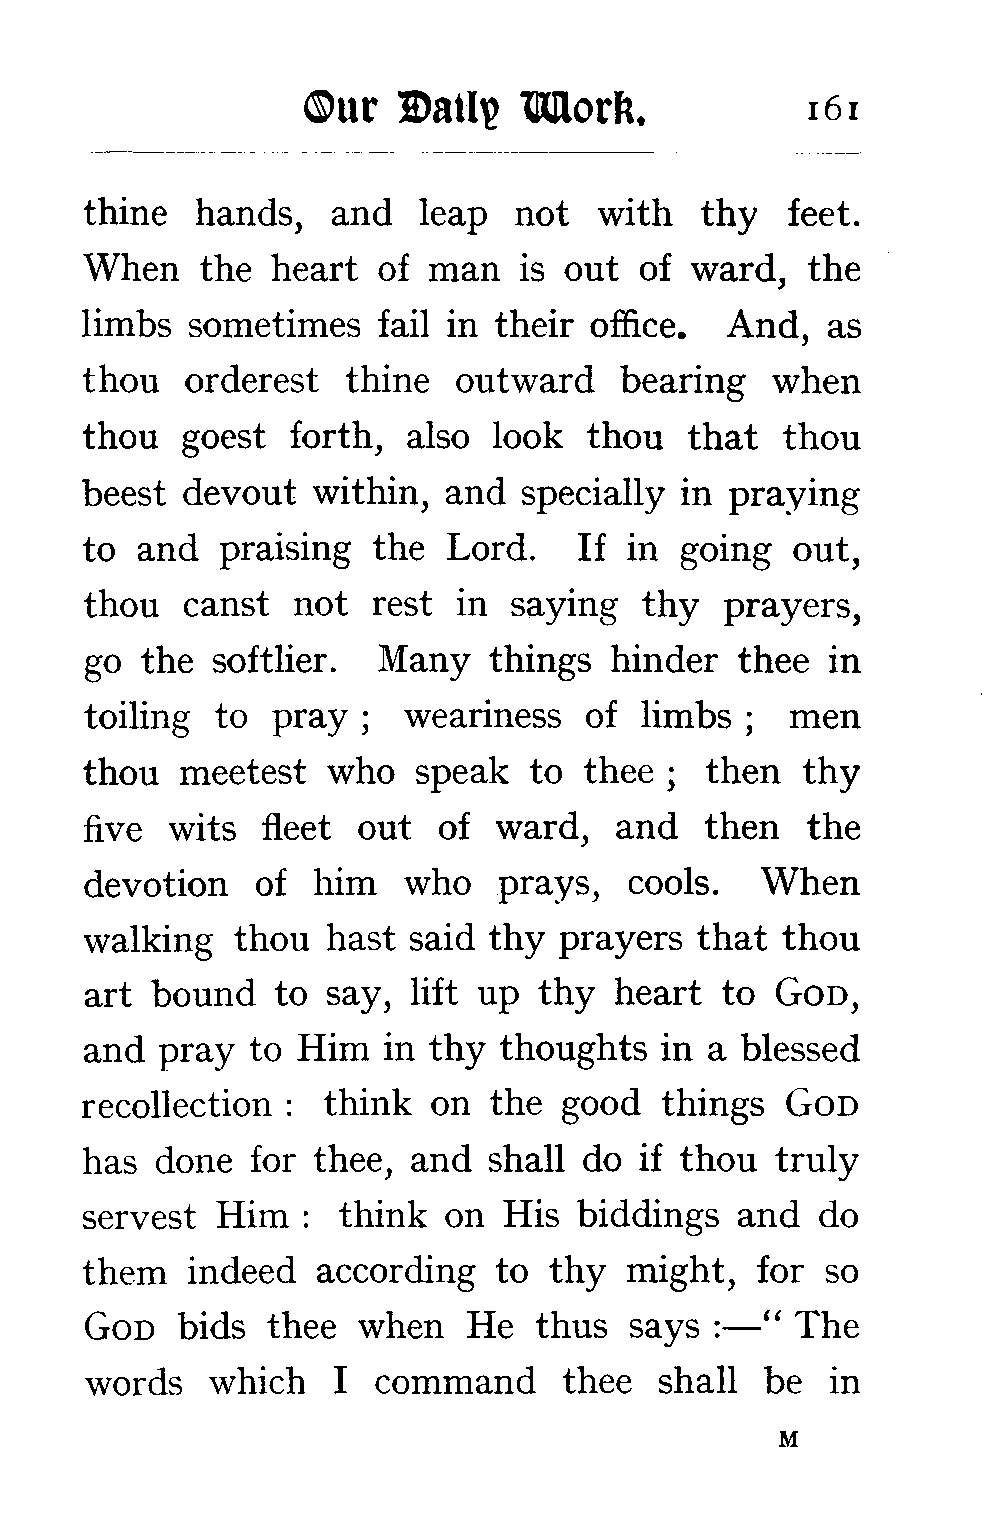 Our Daily Work. 161
thine hands, and leap not with thy feet.
When the heart of man is out of ward, the
limbs sometimes fail in their office. And, as
thou orderest thine outward bearing when
thou goest forth, also look thou that thou
beest devout within, and specially in praying
to and praising the Lord. If in going out,
thou canst not rest in saying thy prayers,
go the softlier. Many things hinder thee in
toiling to pray ; weariness of limbs ; men
thou meetest who speak to thee ; then thy
five wits fleet out of ward, and then the
devotion of him who prays, cools. When
walking thou hast said thy prayers that thou
art bound to say, lift up thy heart to GOD,
and pray to Him in thy thoughts in a blessed
recollection : think on the good things GOD
has done for thee, and shall do if thou truly
servest Him : think on His biddings and do
them indeed according to thy might, for so
GOD bids thee when He thus says :—“ The
words which I command thee shall be in
M